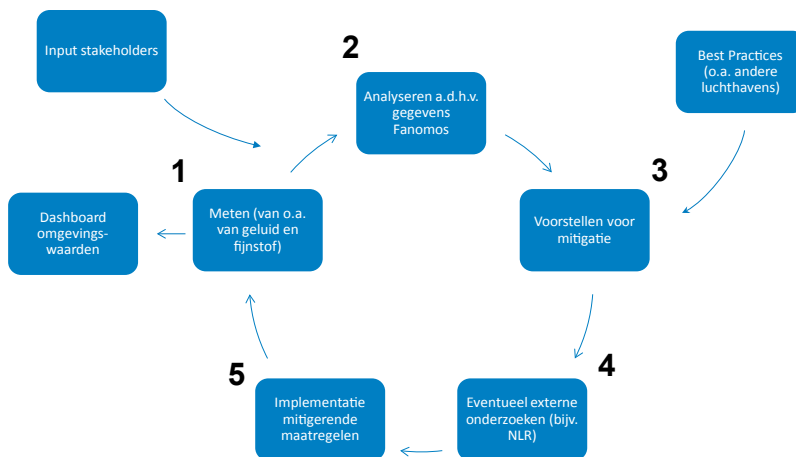 Input stakeholders
2
Analyseren a.d.h.v.
gegevens
Fanomos
Best Practices
(o.a. andere
luchthavens)
1
Meten (van o.a.
van geluid en
fijnstof)
Dashboard
omgevings-
waarden
3
Voorstellen voor
mitigatie
4
Eventueel externe
onderzoeken (bijv.
NLR)
5
Implementatie
mitigerende
maatregelen